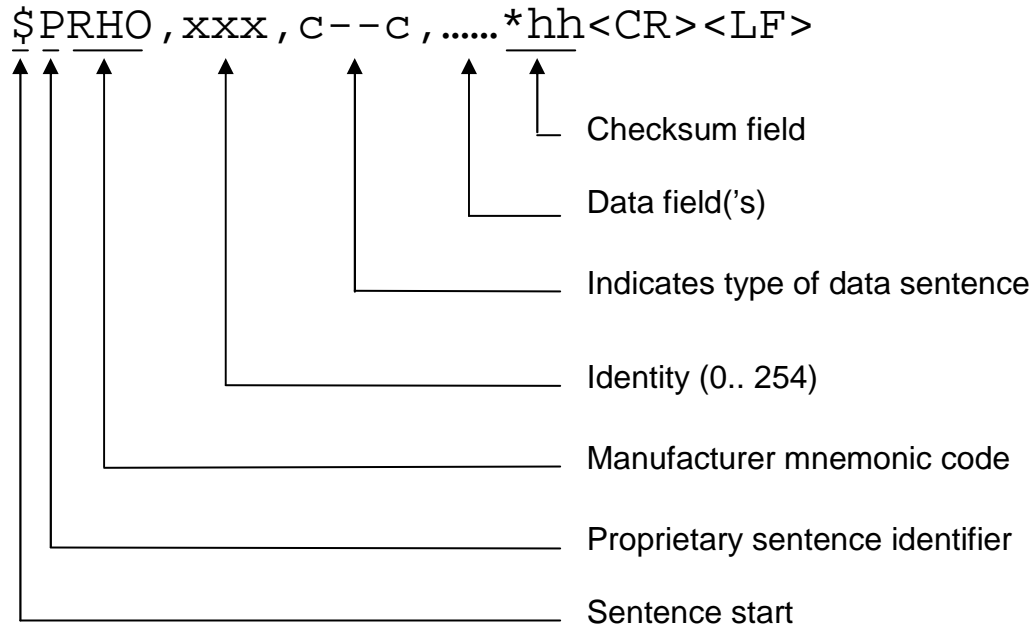 $PRHO,xxx,c--c,……*hh<CR><LF>
Checksum field
Data field('s)
Indicates type of data sentence
Identity (0.. 254)
Manufacturer mnemonic code
Proprietary sentence identifier
Sentence start